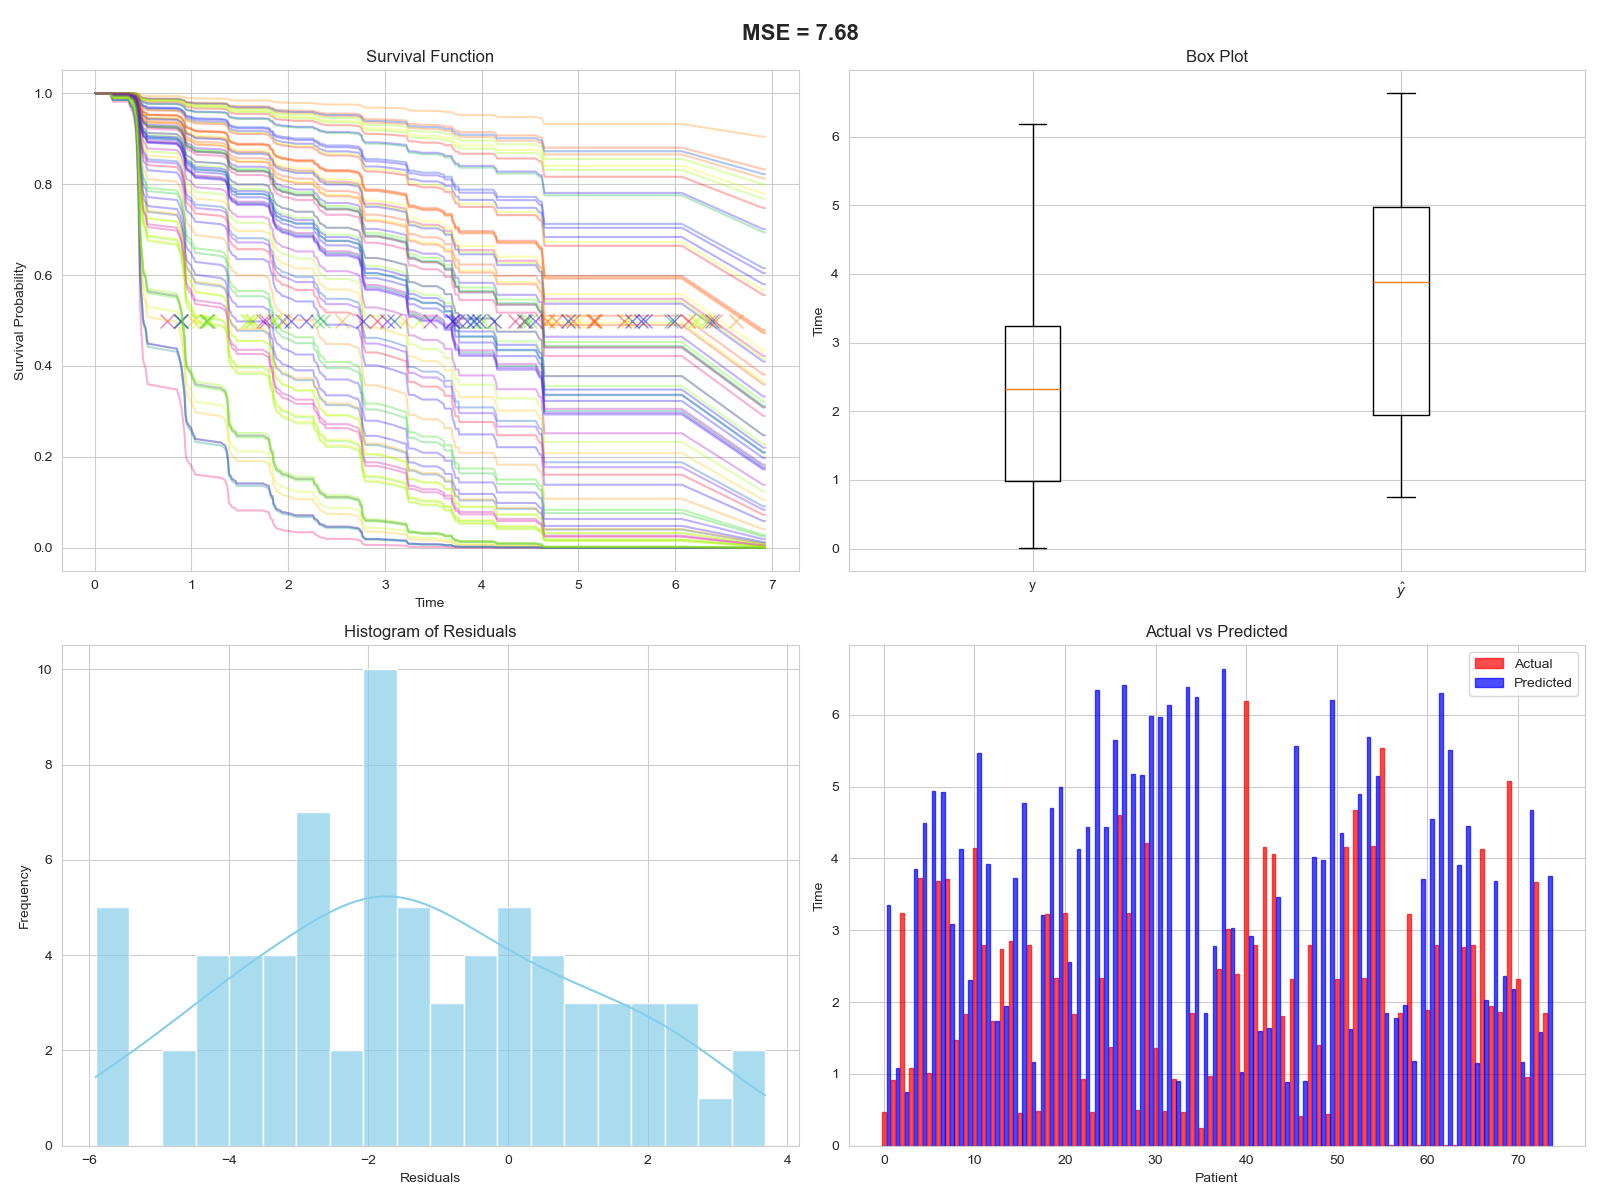 MSE = 7.68
Survival Function
1.0
0.8
0.6
0.4
0.2
0.0
Survival Probability
0 1 2 3 4 5 6 7
Time
Box Plot
6
5
4
3
2
1
0
Time
y ŷ
Histogram of Residuals
10
8
6
4
2
0
Frequency
−6 −4 −2 0 2 4
Residuals
Actual vs Predicted
Actual
Predicted
6
5
4
3
2
1
0
Time
0 10 20 30 40 50 60 70
Patient